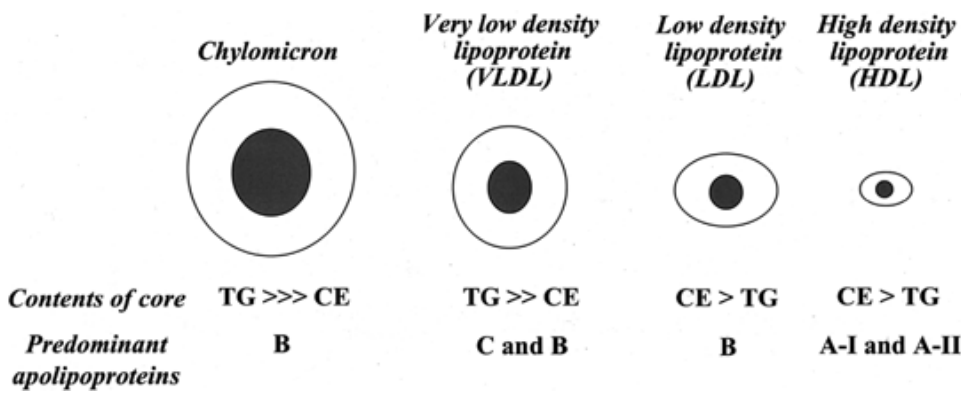 Chylomicron
Very low density
lipoprotein
(VLDL)
Low density
lipoprotein
(LDL)
High density
lipoprotein
(HDL)
Contents of core TG >>> CE TG >> CE CE > TG CE > TG
Predominant
apolipoproteins
B C and B B A-I and A-II